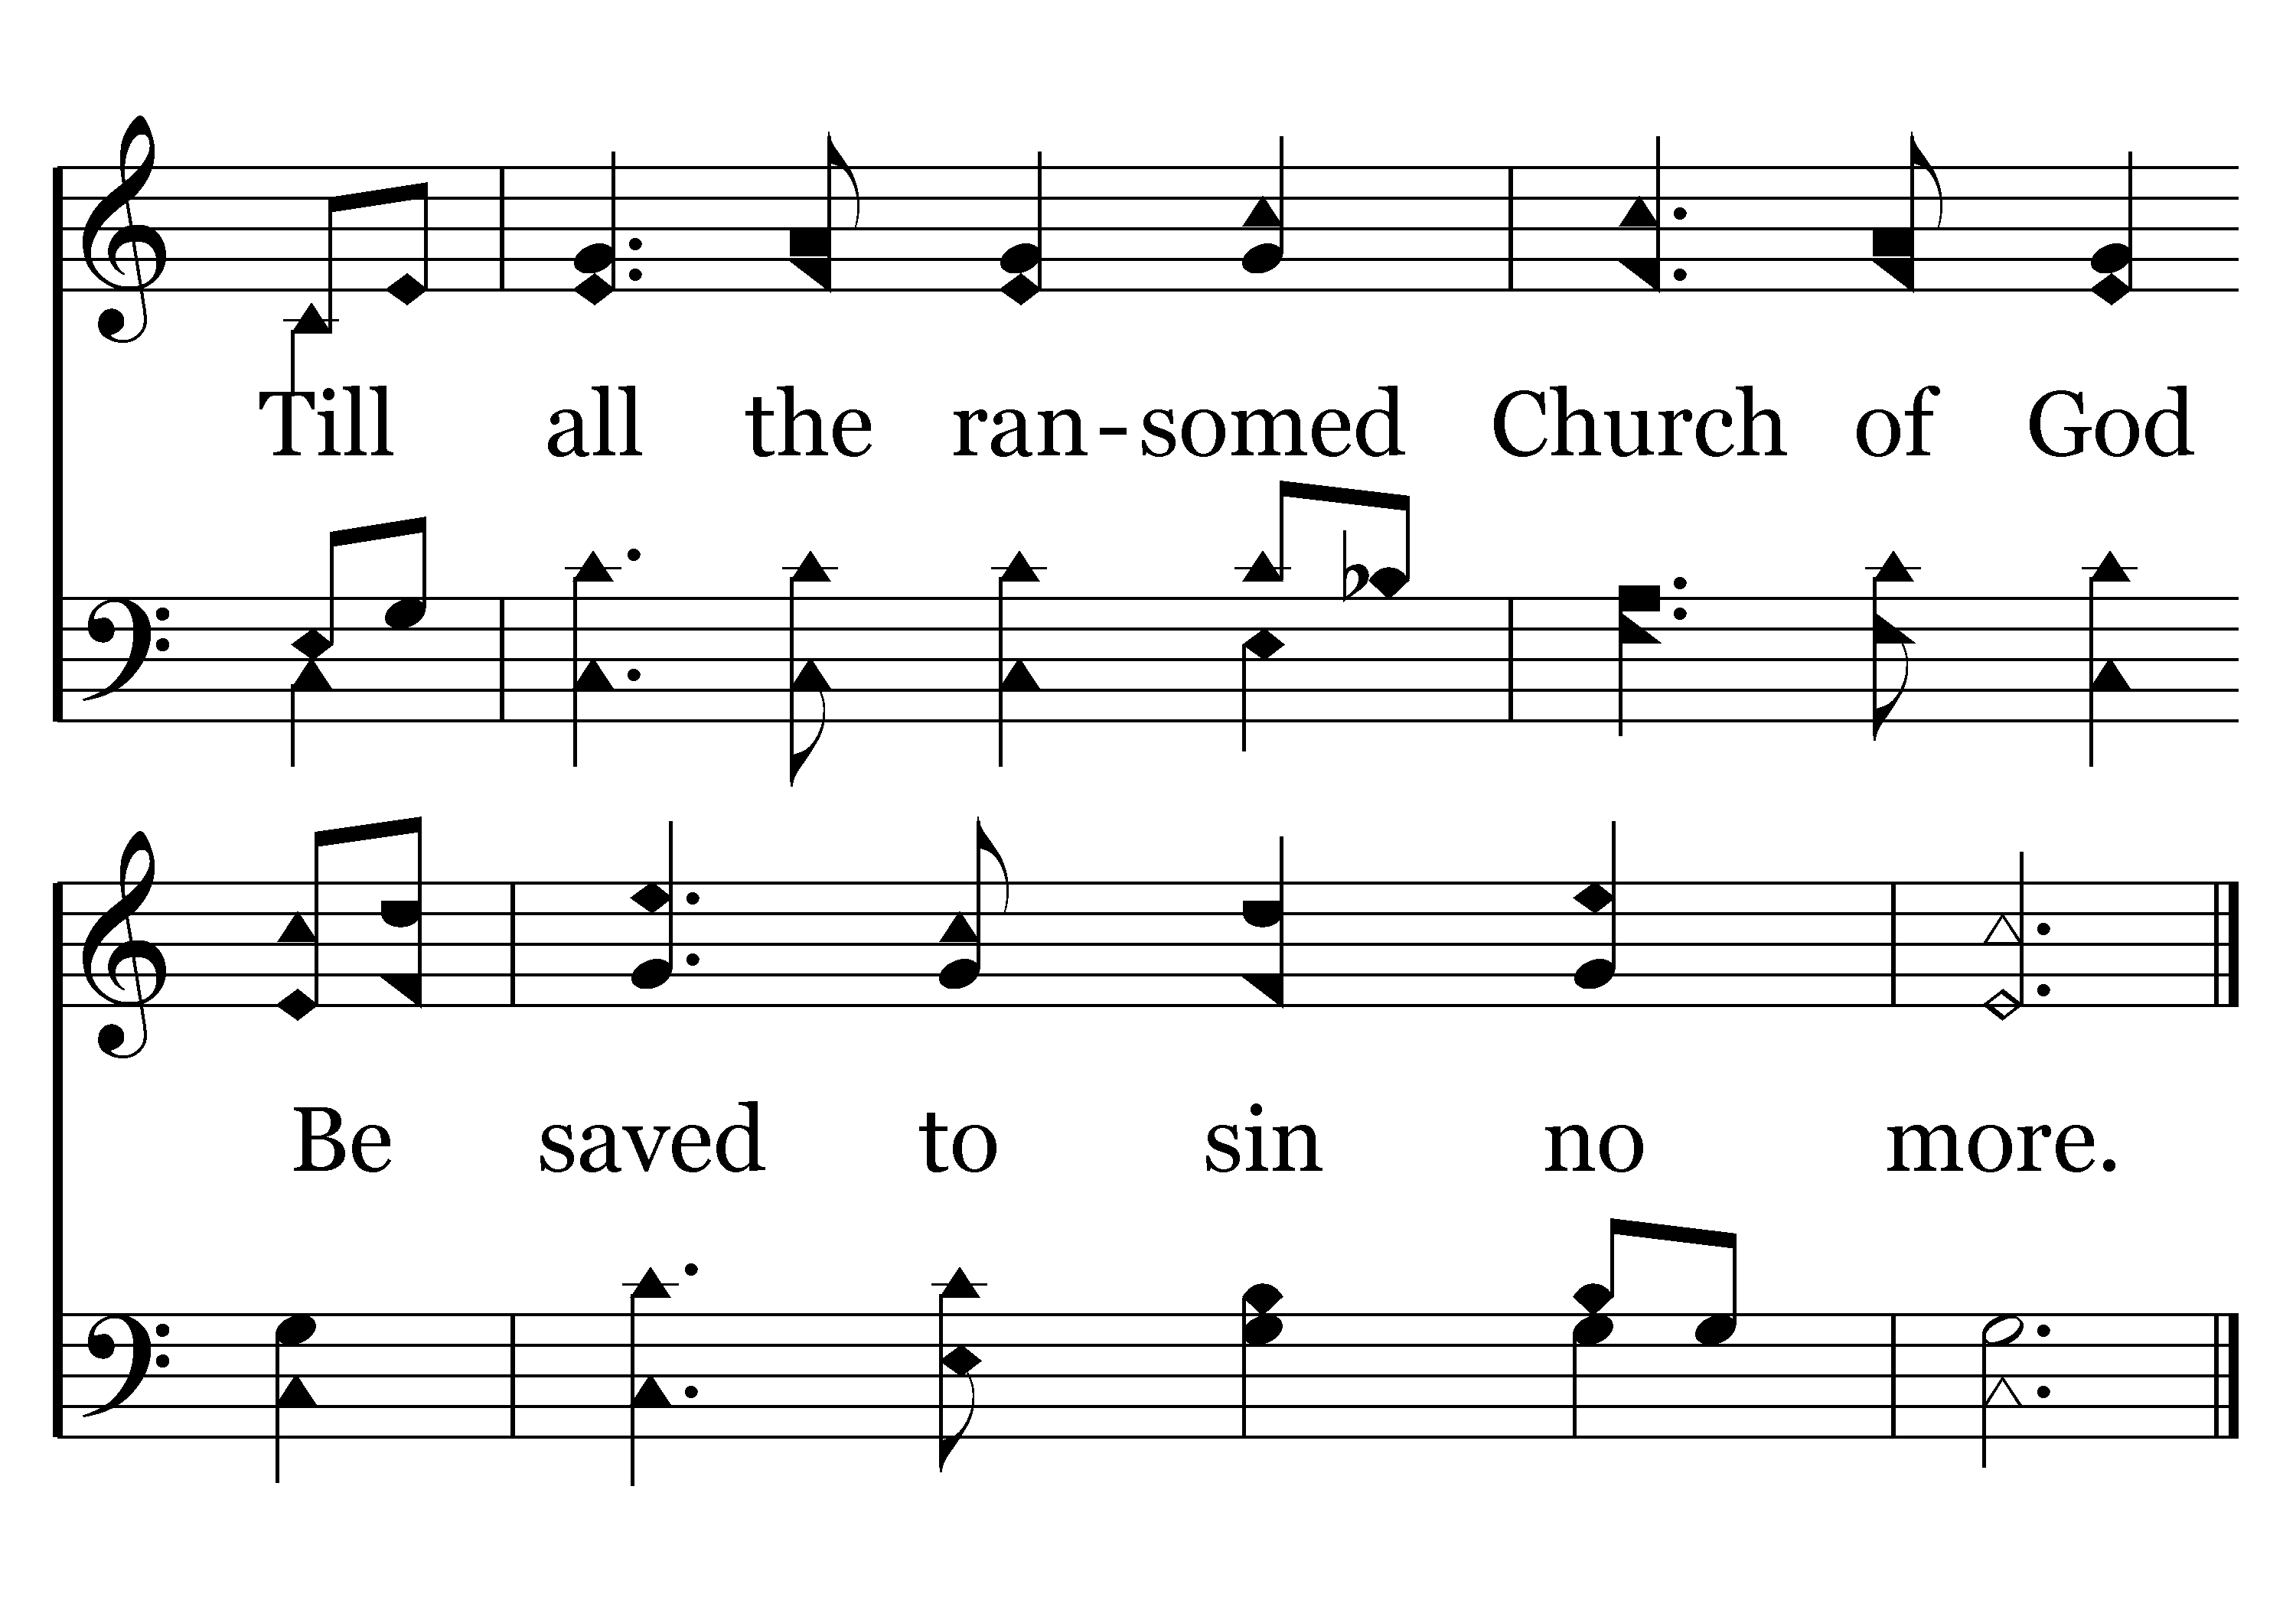 Till all the ran-somed Church of God
Be saved to sin no more.